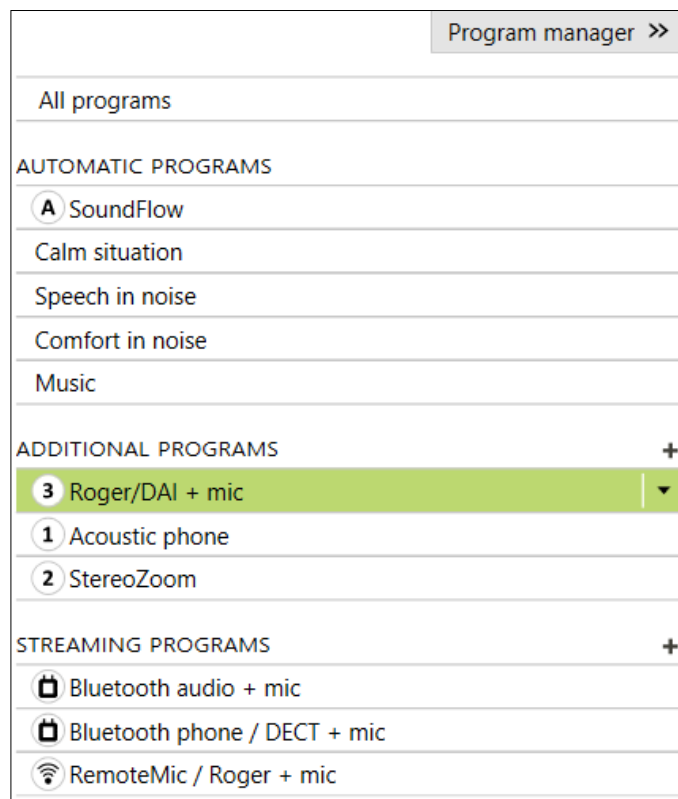 Program manager »
All programs
AUTOMATIC PROGRAMS
A SoundFlow
Calm situation
Speech in noise
Comfort in noise
Music
ADDITIONAL PROGRAMS +
3 Roger/DAI + mic
1 Acoustic phone
2 StereoZoom
STREAMING PROGRAMS +
Bluetooth audio + mic
Bluetooth phone / DECT + mic
RemoteMic / Roger + mic